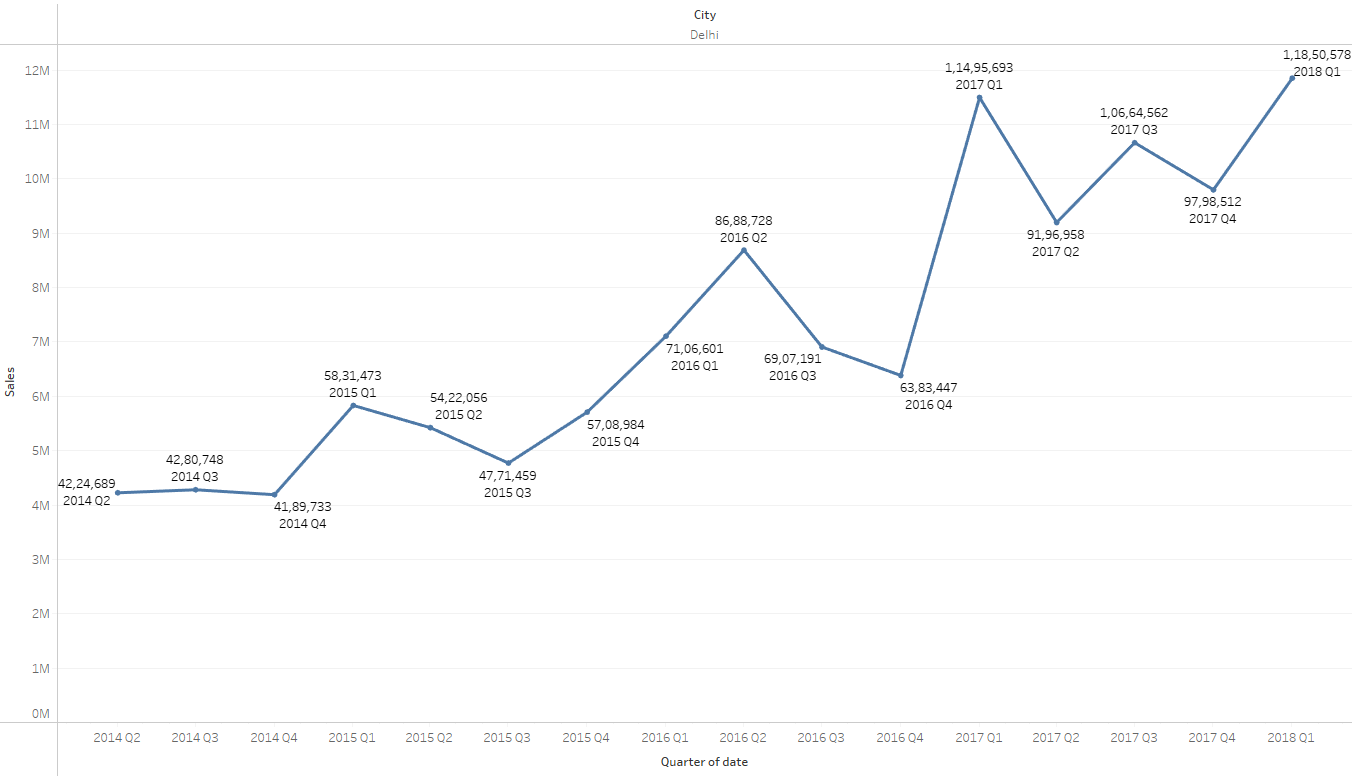 City
Delhi
12M
11M
10M
9M
8M
7M
6M
5M
4M
3M
2M
1M
0M
Sales
42,24,689
2014 Q2
42,80,748
2014 Q3
41,89,733
2014 Q4
58,31,473
2015 Q1
54,22,056
2015 Q2
47,71,459
2015 Q3
57,08,984
2015 Q4
71,06,601
2016 Q1
86,88,728
2016 Q2
69,07,191
2016 Q3
63,83,447
2016 Q4
1,14,95,693
2017 Q1
91,96,958
2017 Q2
1,06,64,562
2017 Q3
97,98,512
2017 Q4
1,18,50,578
2018 Q1
2014 Q2 2014 Q3 2014 Q4 2015 Q1 2015 Q2 2015 Q3 2015 Q4 2016 Q1 2016 Q2 2016 Q3 2016 Q4 2017 Q1 2017 Q2 2017 Q3 2017 Q4 2018 Q1
Quarter of date